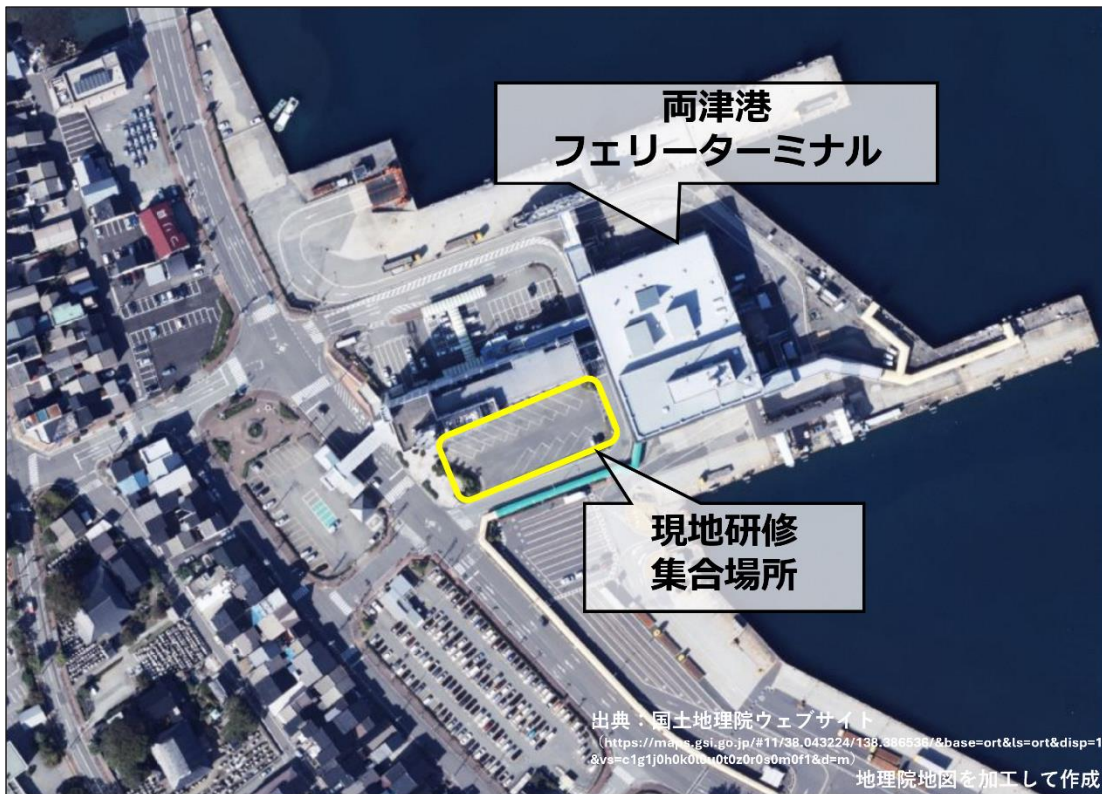 両津港
フェリーターミナル
現地研修
集合場所
出典：国土地理院ウェブサイト
（https://maps.gsi.go.jp/#11/38.043224/138.386536/&base=ort&ls=ort&disp=1
&vs=c1g1j0h0k0l0u0t0z0r0s0m0f1&d=m）
地理院地図を加工して作成